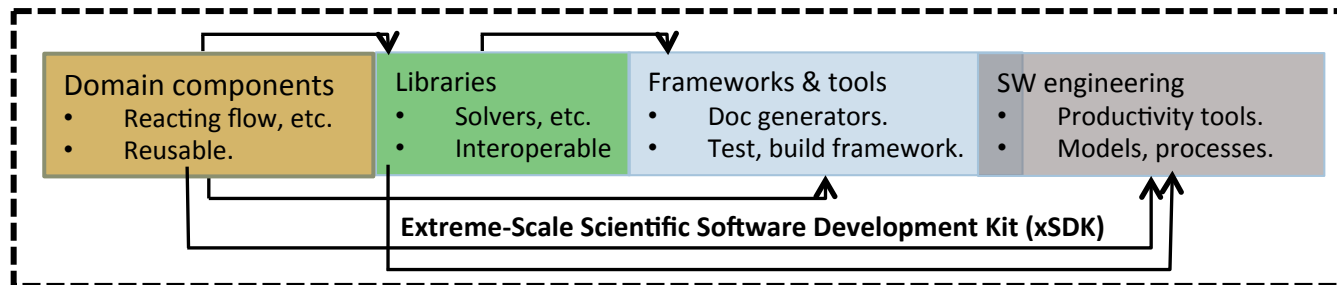 Domain components
• Reacting flow, etc.
• Reusable.
Libraries
• Solvers, etc.
• Interoperable
Frameworks & tools
• Doc generators.
• Test, build framework.
SW engineering
• Productivity tools.
• Models, processes.
Extreme-Scale Scientific Software Development Kit (xSDK)